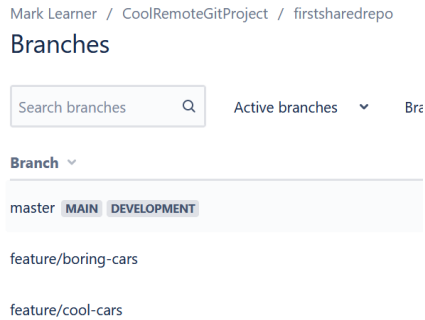 Mark Learner / CoolRemoteGitProject / firstsharedrepo
Branches
Search branches Active branches
Branch
master MAIN DEVELOPMENT
feature/boring-cars
feature/cool-cars